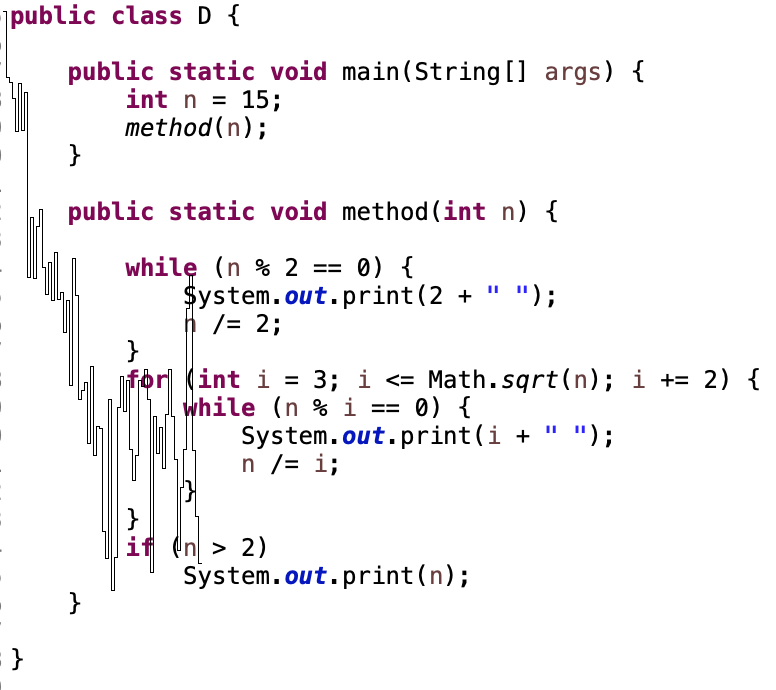 public class D {
public static void main(String[] args) {
int n = 15;
method(n);
}
public static void method(int n) {
while (n % 2 == 0) {
System.out.print(2 + " ");
n /= 2;
}
for (int i = 3; i <= Math.sqrt(n); i += 2) {
while (n % i == 0) {
System.out.print(i + " ");
n /= i;
}
}
if (n > 2)
System.out.print(n);
}
}